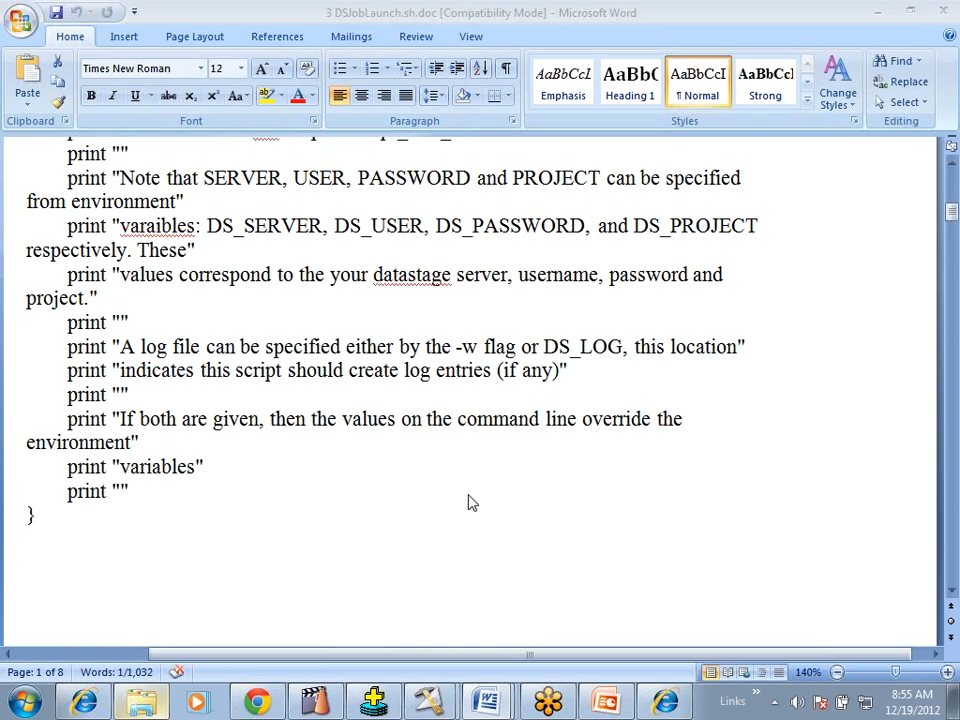 3 DSJobLaunch.sh.doc [Compatibility Mode] - Microsoft Word
Home Insert Page Layout References Mailings Review View
Paste
Times New Roman 12
B I U abc X₂ X² Aa A
AaBbCcI AaBbC AaBbCcI AaBbCc
Emphasis Heading 1 ¶ Normal Strong
Change
Styles
Find
Replace
Select
Clipboard Font Paragraph Styles Editing
print ""
print "Note that SERVER, USER, PASSWORD and PROJECT can be specified
from environment"
print "varaibles: DS_SERVER, DS_USER, DS_PASSWORD, and DS_PROJECT
respectively. These"
print "values correspond to the your datastage server, username, password and
project."
print ""
print "A log file can be specified either by the -w flag or DS_LOG, this location"
print "indicates this script should create log entries (if any)"
print ""
print "If both are given, then the values on the command line override the
environment"
print "variables"
print ""
}
Page: 1 of 8 Words: 1/1,032 140%
Links
8:55 AM
12/19/2012